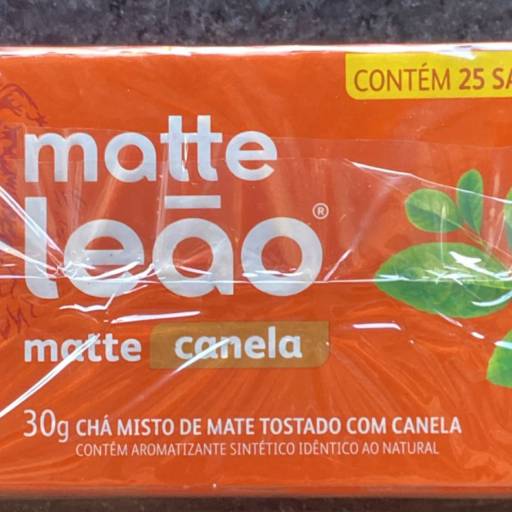 CONTÉM 25
matte
leão®
matte canela
30g CHÁ MISTO DE MATE TOSTADO COM CANELA
CONTÉM AROMATIZANTE SINTÉTICO IDÊNTICO AO NATURAL